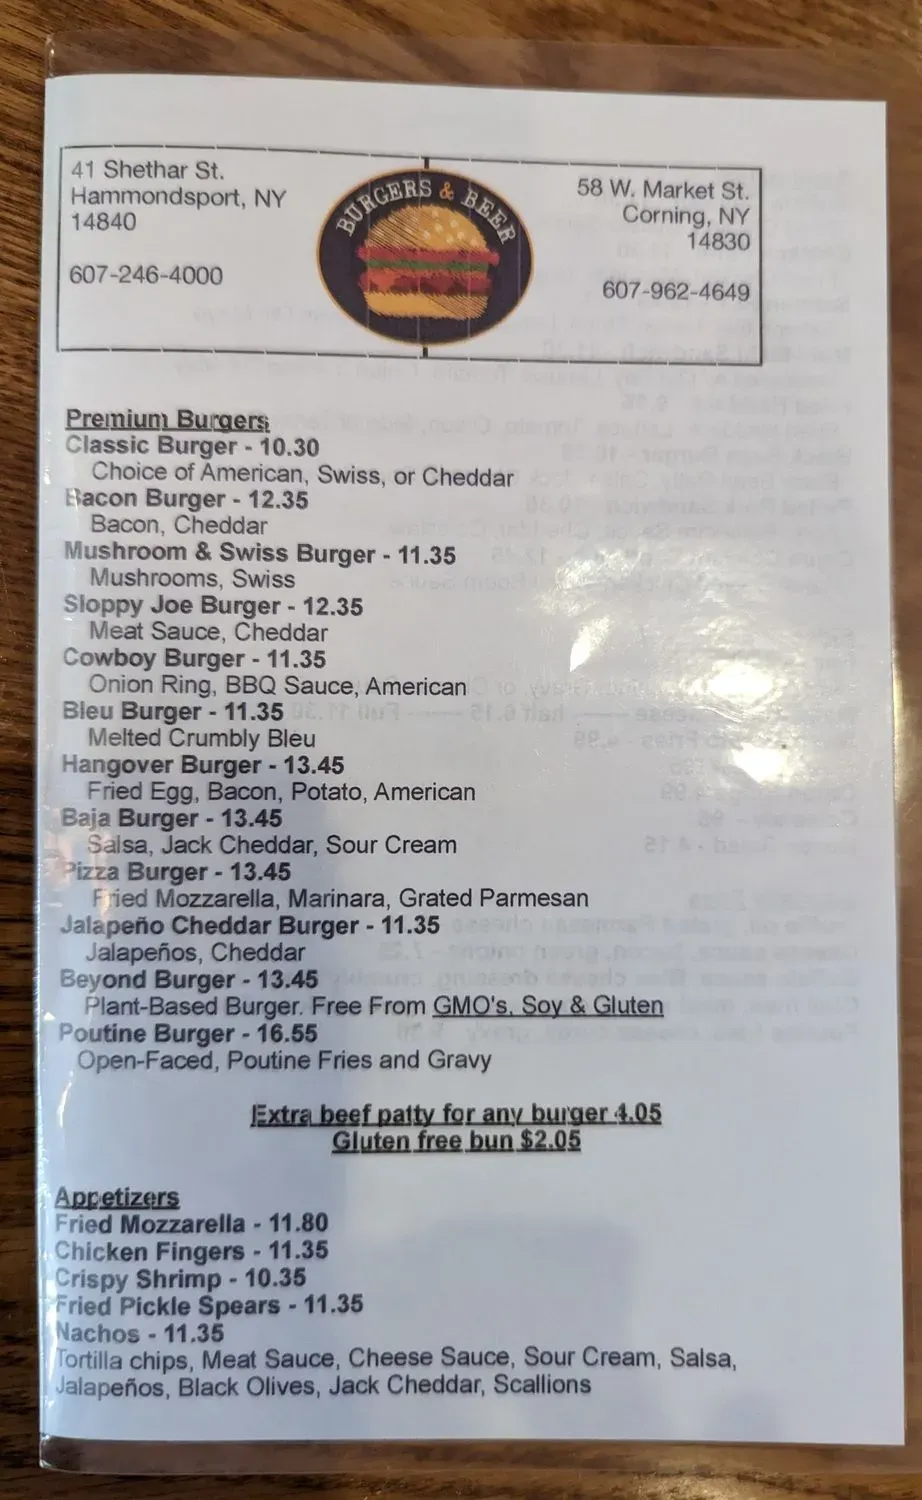 41 Shethar St.
Hammondsport, NY
14840
607-246-4000
BURGERS & BEER
58 W. Market St.
Corning, NY
14830
607-962-4649
Premium Burgers
Classic Burger - 10.30
Choice of American, Swiss, or Cheddar
Bacon Burger - 12.35
Bacon, Cheddar
Mushroom & Swiss Burger - 11.35
Mushrooms, Swiss
Sloppy Joe Burger - 12.35
Meat Sauce, Cheddar
Cowboy Burger - 11.35
Onion Ring, BBQ Sauce, American
Bleu Burger - 11.35
Melted Crumbly Bleu
Hangover Burger - 13.45
Fried Egg, Bacon, Potato, American
Baja Burger - 13.45
Salsa, Jack Cheddar, Sour Cream
Pizza Burger - 13.45
Fried Mozzarella, Marinara, Grated Parmesan
Jalapeño Cheddar Burger - 11.35
Jalapeños, Cheddar
Beyond Burger - 13.45
Plant-Based Burger. Free From GMO's, Soy & Gluten
Poutine Burger - 16.55
Open-Faced, Poutine Fries and Gravy
Extra beef patty for any burger 4.05
Gluten free bun $2.05
Appetizers
Fried Mozzarella - 11.80
Chicken Fingers - 11.35
Crispy Shrimp - 10.35
Fried Pickle Spears - 11.35
Nachos - 11.35
Tortilla chips, Meat Sauce, Cheese Sauce, Sour Cream, Salsa,
Jalapeños, Black Olives, Jack Cheddar, Scallions